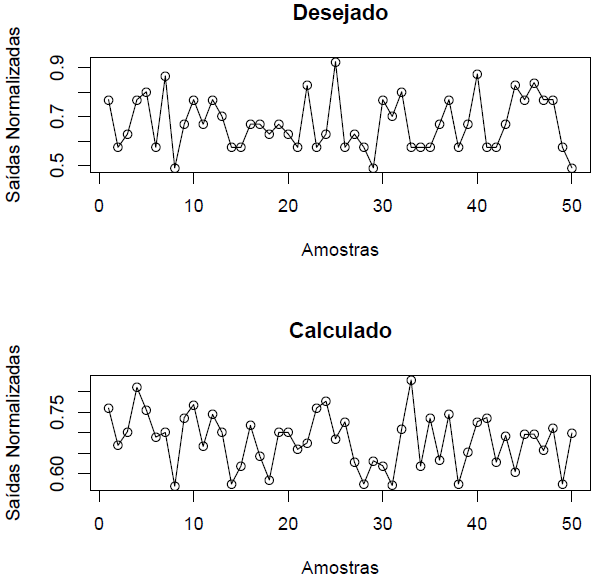 Desejado
Saídas Normalizadas
0.9
0.7
0.5
0 10 20 30 40 50
Amostras
Calculado
Saídas Normalizadas
0.75
0.60
0 10 20 30 40 50
Amostras